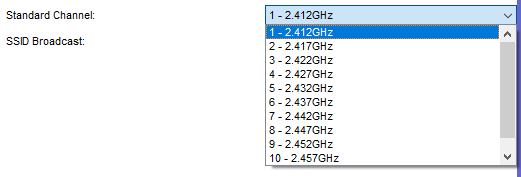 Standard Channel:
1 - 2.412GHz
SSID Broadcast:
1 - 2.412GHz
2 - 2.417GHz
3 - 2.422GHz
4 - 2.427GHz
5 - 2.432GHz
6 - 2.437GHz
7 - 2.442GHz
8 - 2.447GHz
9 - 2.452GHz
10 - 2.457GHz